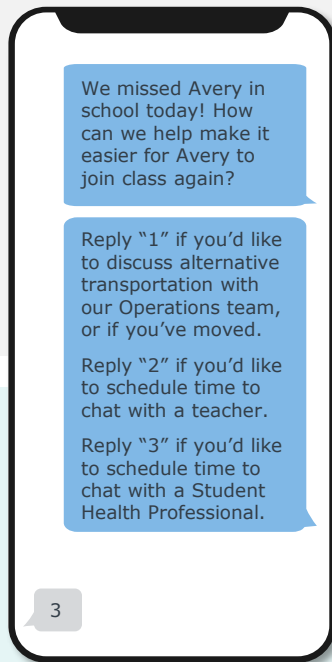 We missed Avery in
school today! How
can we help make it
easier for Avery to
join class again?
Reply “1” if you’d like
to discuss alternative
transportation with
our Operations team,
or if you’ve moved.
Reply “2” if you’d like
to schedule time to
chat with a teacher.
Reply “3” if you’d like
to schedule time to
chat with a Student
Health Professional.
3